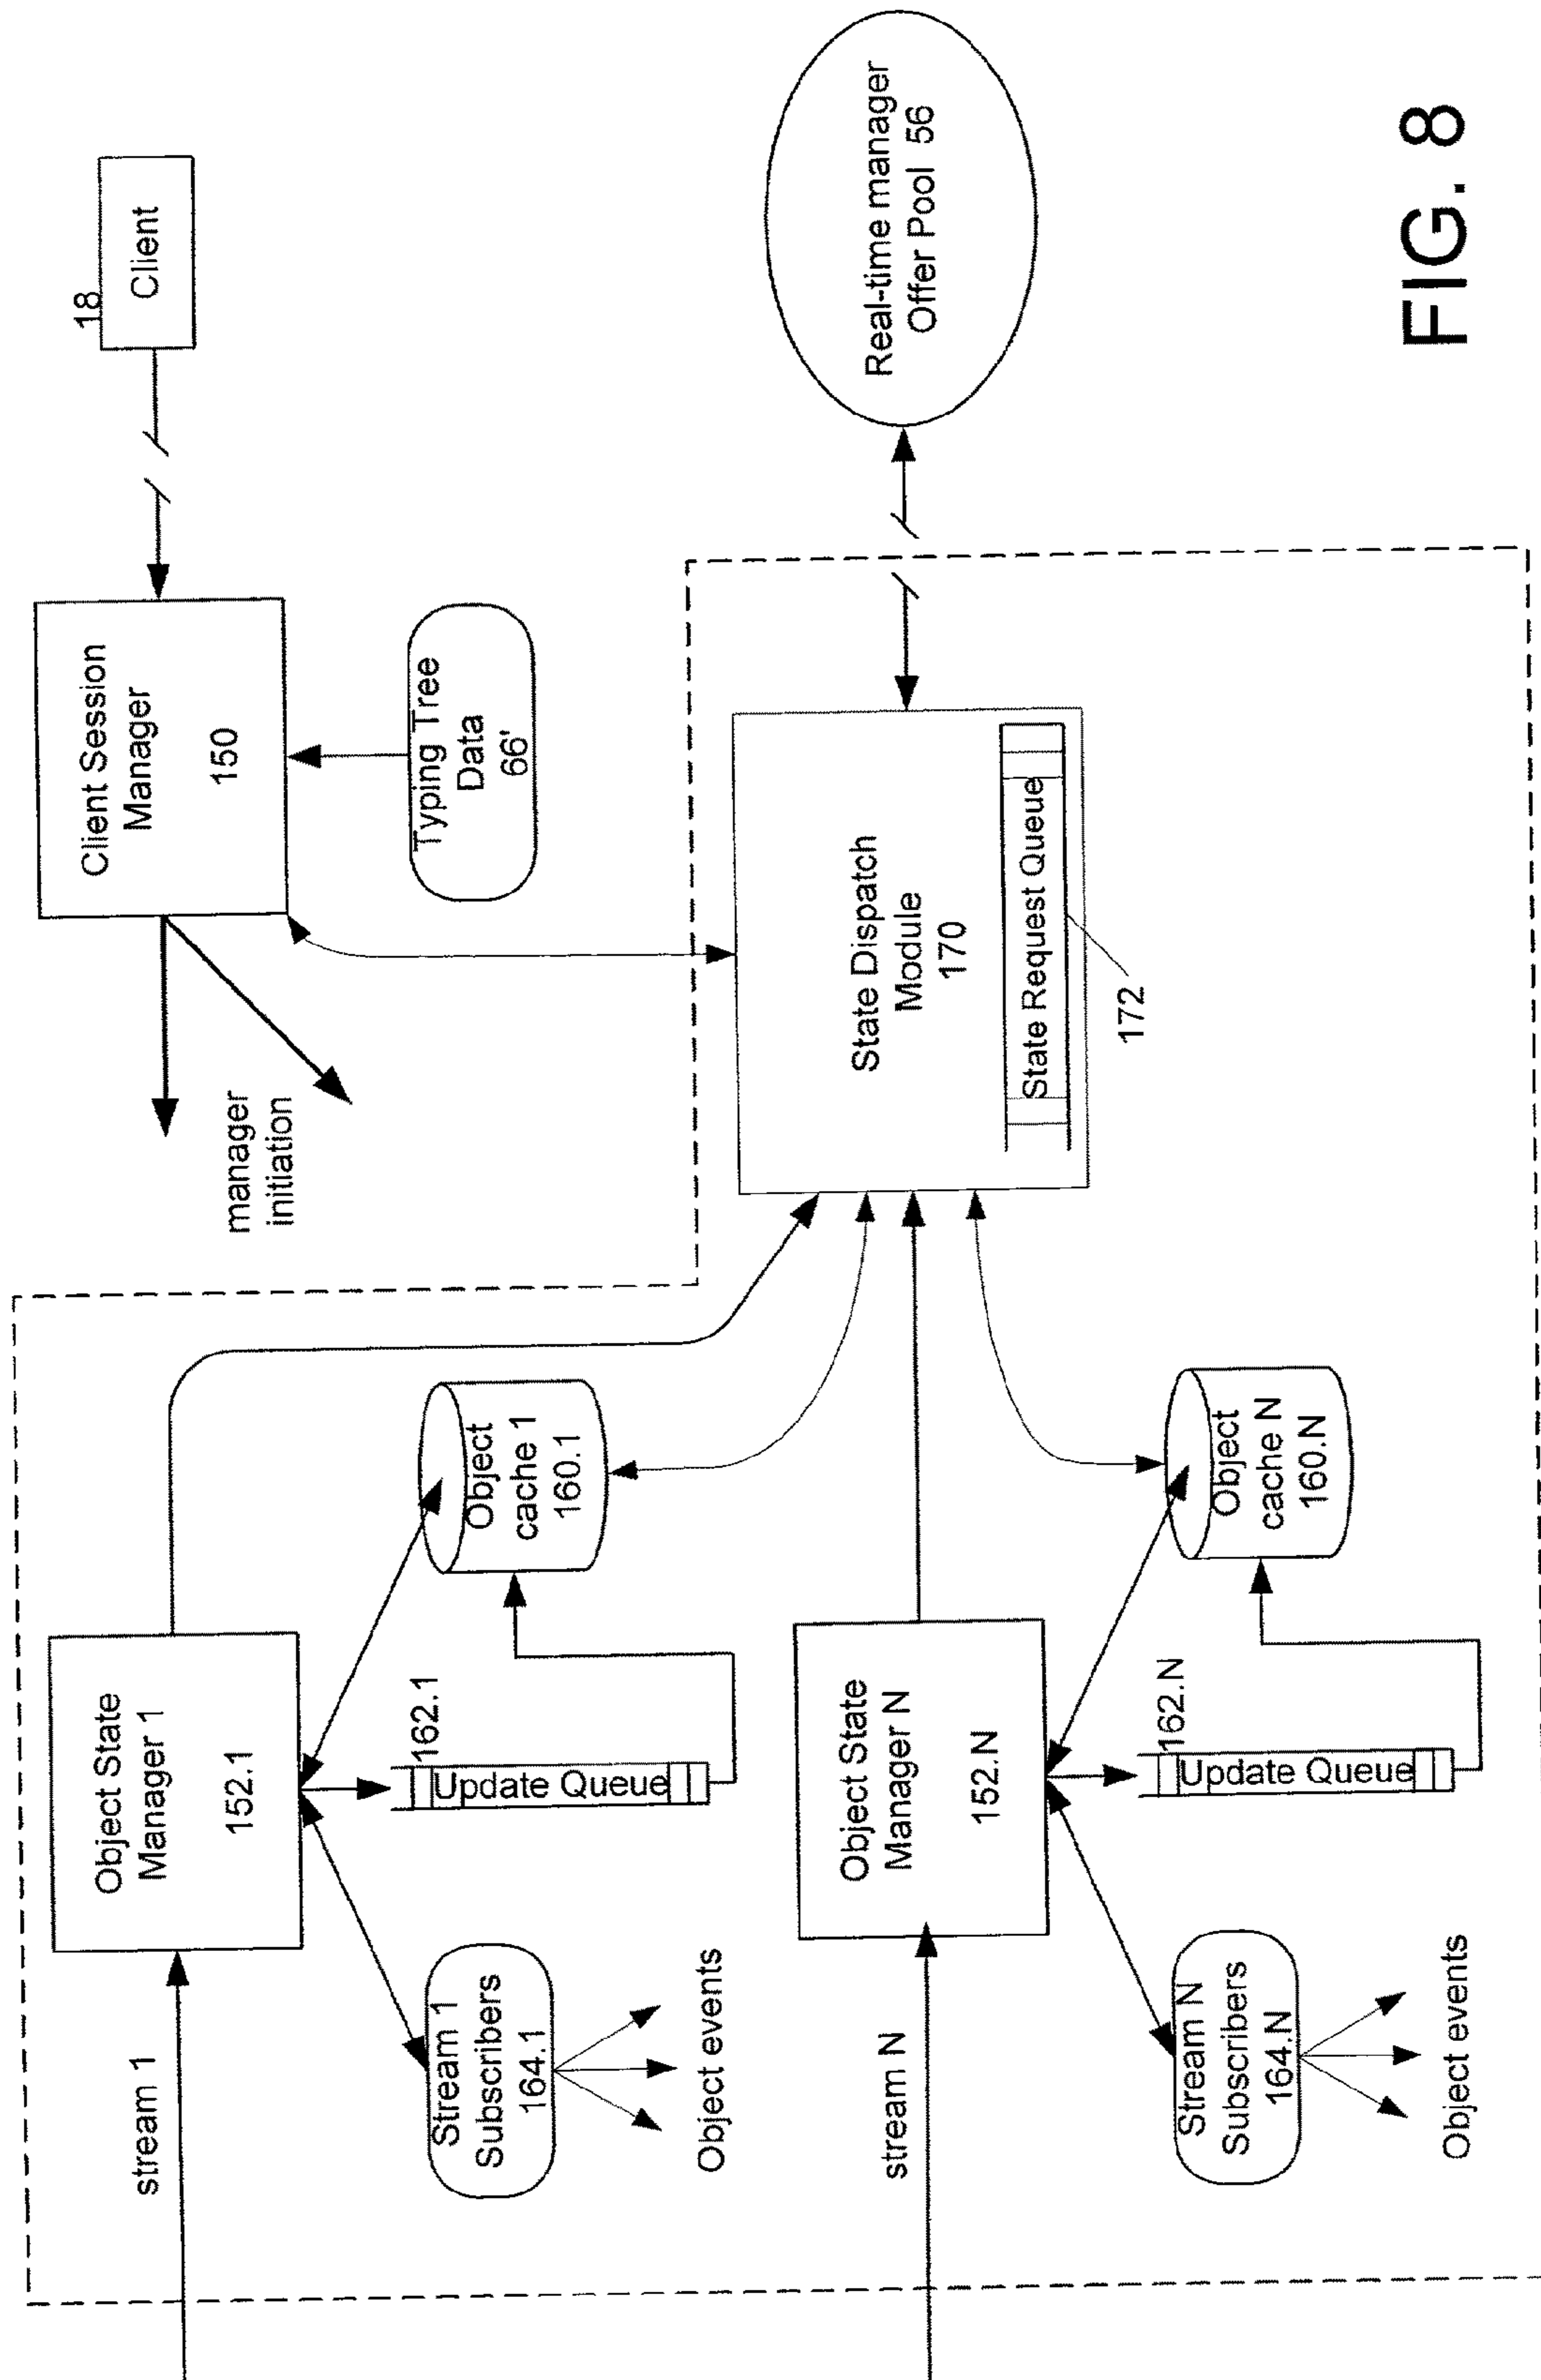 18
Client
Client Session
Manager
150
manager
initiation
Typing Tree
Data
66'
Object State
Manager 1
152.1
stream 1
162.1
Update Queue
Object
cache 1
160.1
Stream 1
Subscribers
164.1
Object events
State Dispatch
Module
170
State Request Queue
172
Real-time manager
Offer Pool 56
Object State
Manager N
152.N
stream N
162.N
Update Queue
Object
cache N
160.N
Stream N
Subscribers
164.N
Object events
FIG. 8